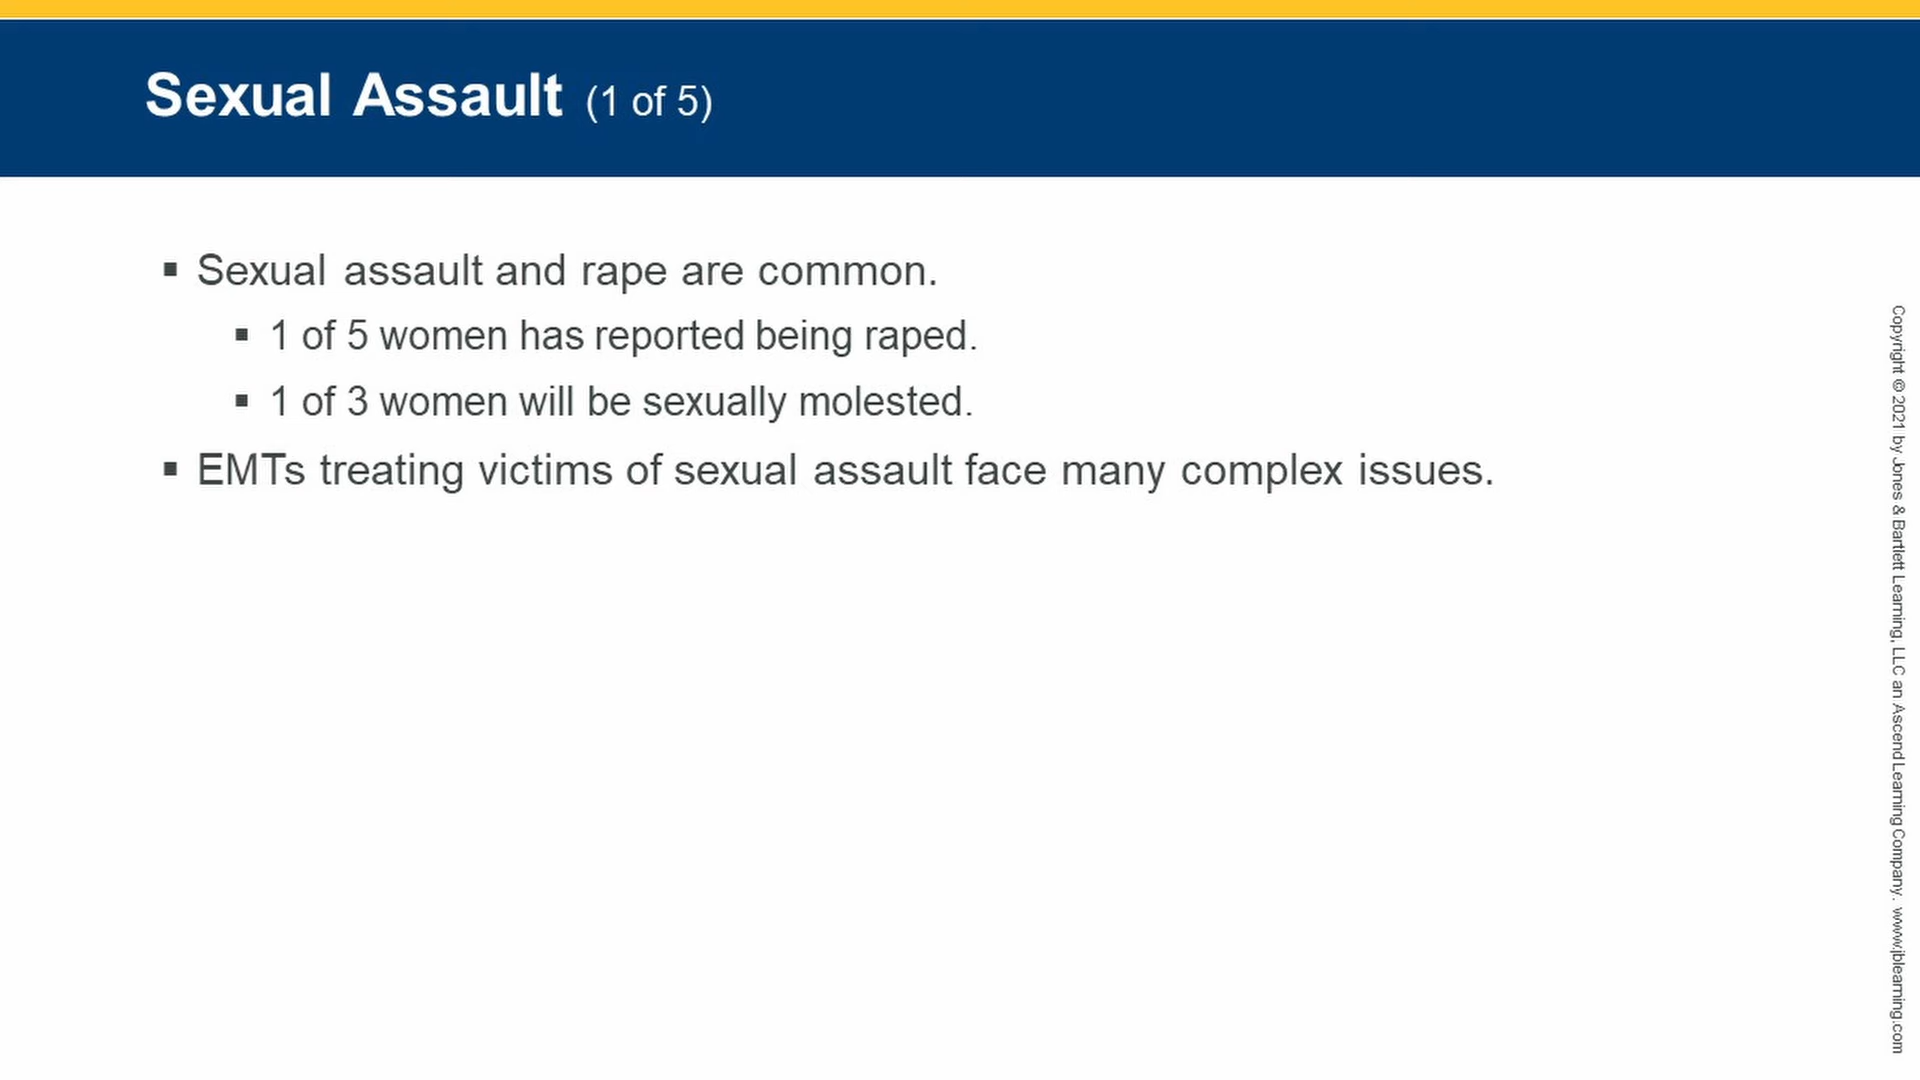 Sexual Assault (1 of 5)
▪ Sexual assault and rape are common.
▪ 1 of 5 women has reported being raped.
▪ 1 of 3 women will be sexually molested.
▪ EMTs treating victims of sexual assault face many complex issues.
Copyright © 2021 by Jones & Bartlett Learning, LLC an Ascend Learning Company. www.jblearning.com